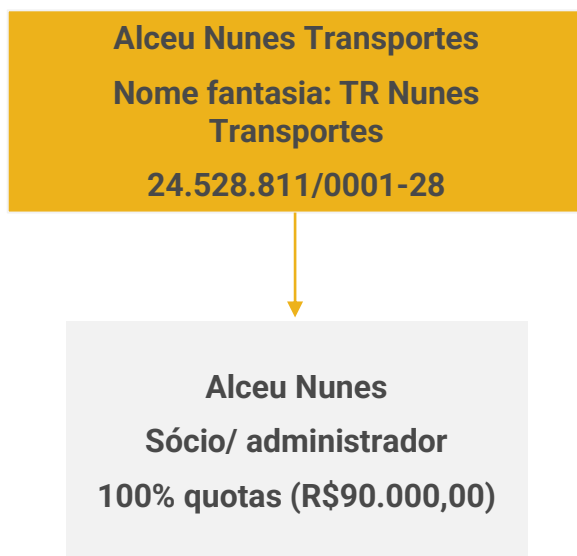 Alceu Nunes Transportes
Nome fantasia: TR Nunes
Transportes
24.528.811/0001-28
Alceu Nunes
Sócio/ administrador
100% quotas (R$90.000,00)